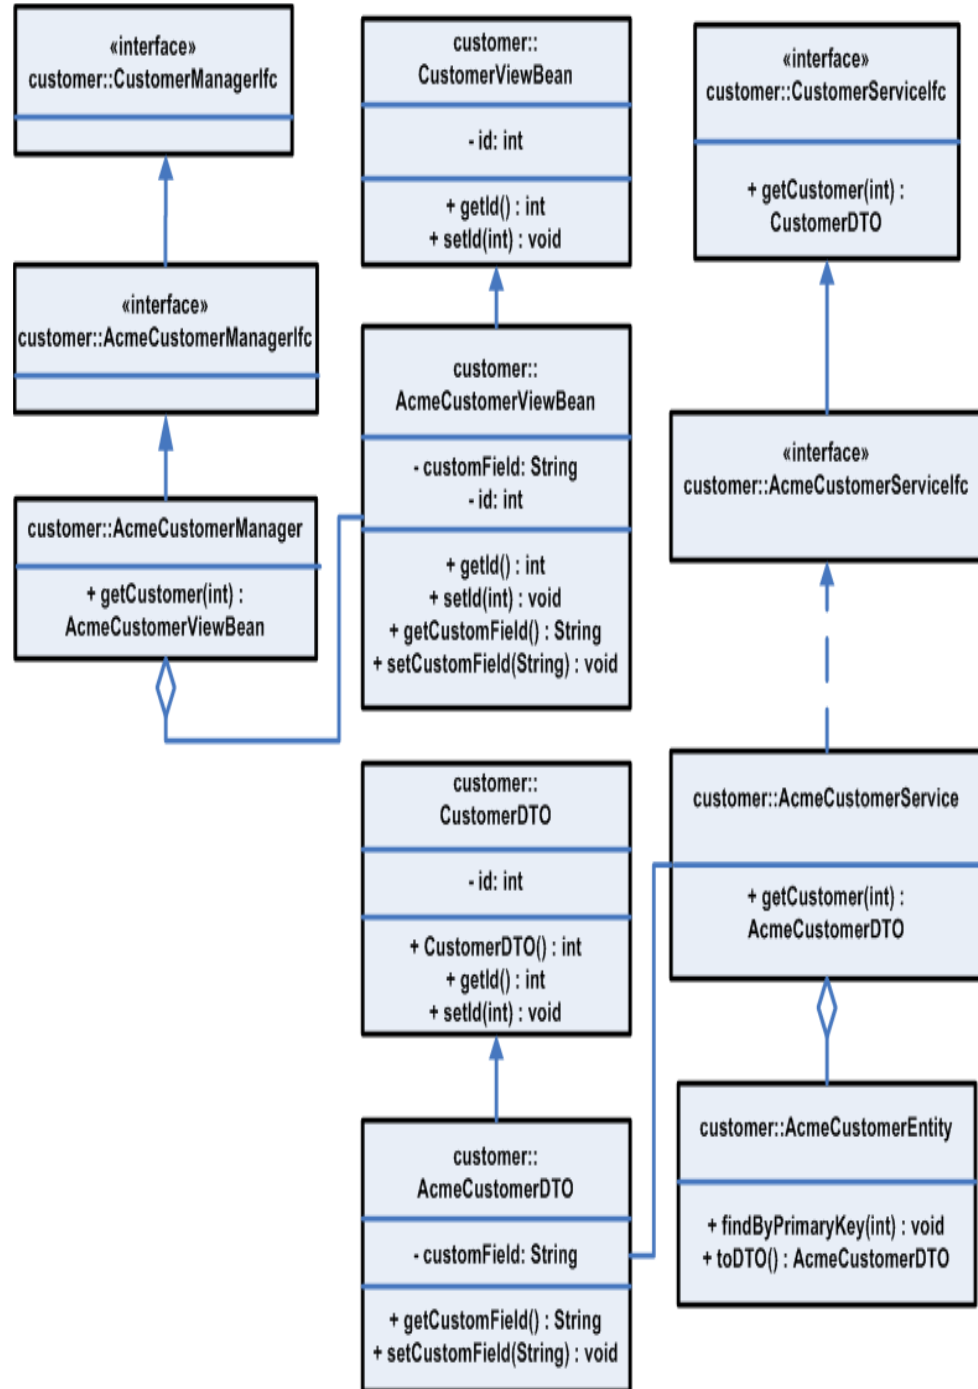 «interface»
customer::CustomerManagerIfc
«interface»
customer::AcmeCustomerManagerIfc
customer::AcmeCustomerManager
+ getCustomer(int) :
AcmeCustomerViewBean
customer::
CustomerViewBean
- id: int
+ getId() : int
+ setId(int) : void
customer::
AcmeCustomerViewBean
- customField: String
- id: int
+ getId() : int
+ setId(int) : void
+ getCustomField() : String
+ setCustomField(String) : void
customer::
CustomerDTO
- id: int
+ CustomerDTO() : int
+ getId() : int
+ setId(int) : void
customer::
AcmeCustomerDTO
- customField: String
+ getCustomField() : String
+ setCustomField(String) : void
«interface»
customer::CustomerServiceIfc
+ getCustomer(int) :
CustomerDTO
«interface»
customer::AcmeCustomerServiceIfc
customer::AcmeCustomerService
+ getCustomer(int) :
AcmeCustomerDTO
customer::AcmeCustomerEntity
+ findByPrimaryKey(int) : void
+ toDTO() : AcmeCustomerDTO